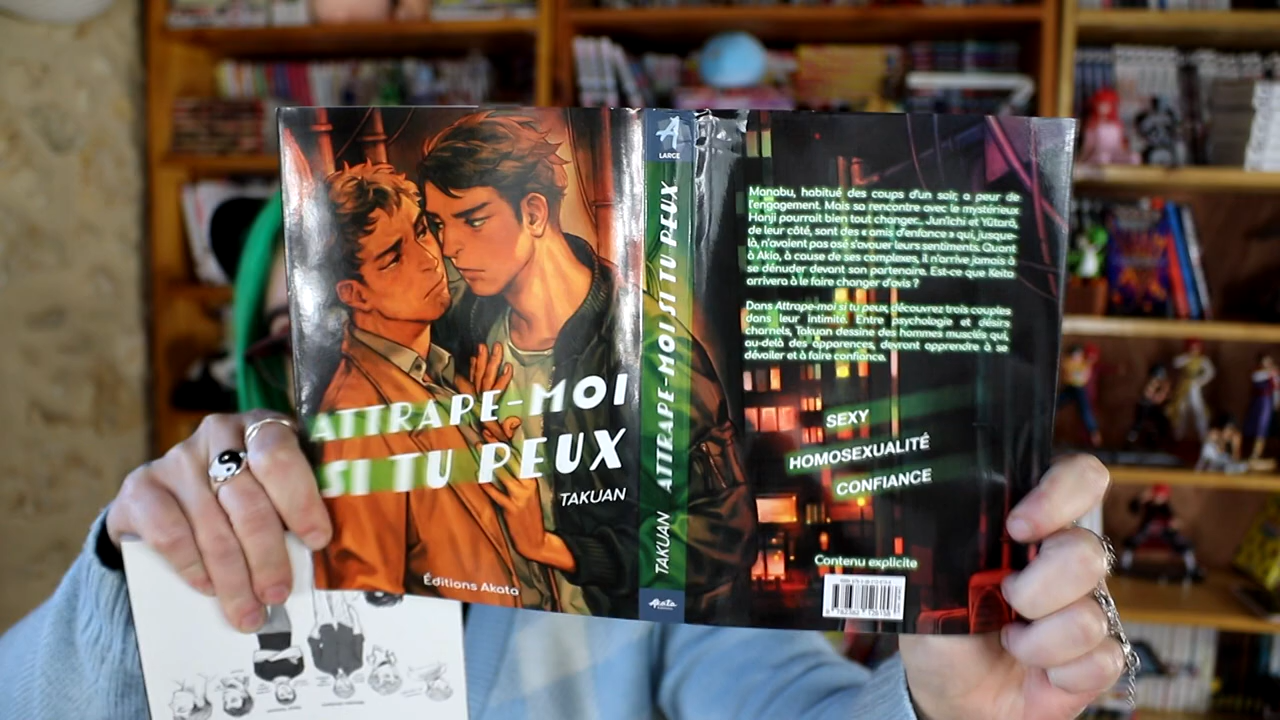 ATTRAPE-MOI
SI TU PEUX
TAKUAN
Éditions Akata
LARGE
ATTRAPE-MOI SI TU PEUX
TAKUAN
Akata
Manabu, habitué des coups d'un soir, a peur de
l'engagement. Mais sa rencontre avec le mystérieux
Hanji pourrait bien tout changer... Jun'ichi et Yûtarô,
de leur côté, sont des « amis d'enfance » qui, jusque-
là, n'avaient pas osé s'avouer leurs sentiments. Quant
à Akio, à cause de ses complexes, il n'arrive jamais à
se dénuder devant son partenaire. Est-ce que Keita
arrivera à le faire changer d'avis ?
Dans Attrape-moi si tu peux, découvrez trois couples
dans leur intimité. Entre psychologie et désirs
charnels, Takuan dessine des hommes musclés qui,
au-delà des apparences, devront apprendre à se
dévoiler et à faire confiance.
SEXY
HOMOSEXUALITÉ
CONFIANCE
Contenu explicite